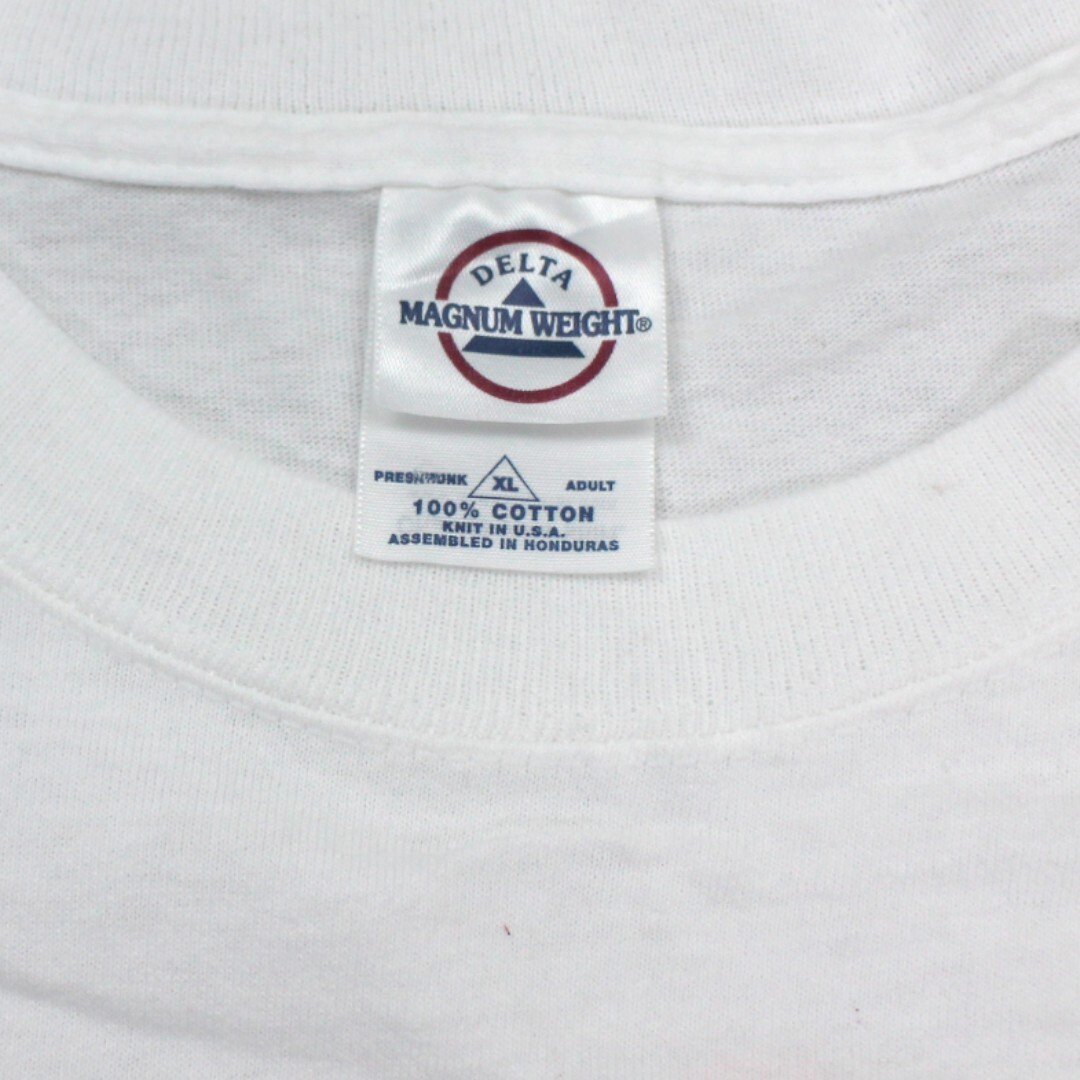 DELTA
MAGNUM WEIGHT®
PRESHRUNK XL ADULT
100% COTTON
KNIT IN U.S.A.
ASSEMBLED IN HONDURAS